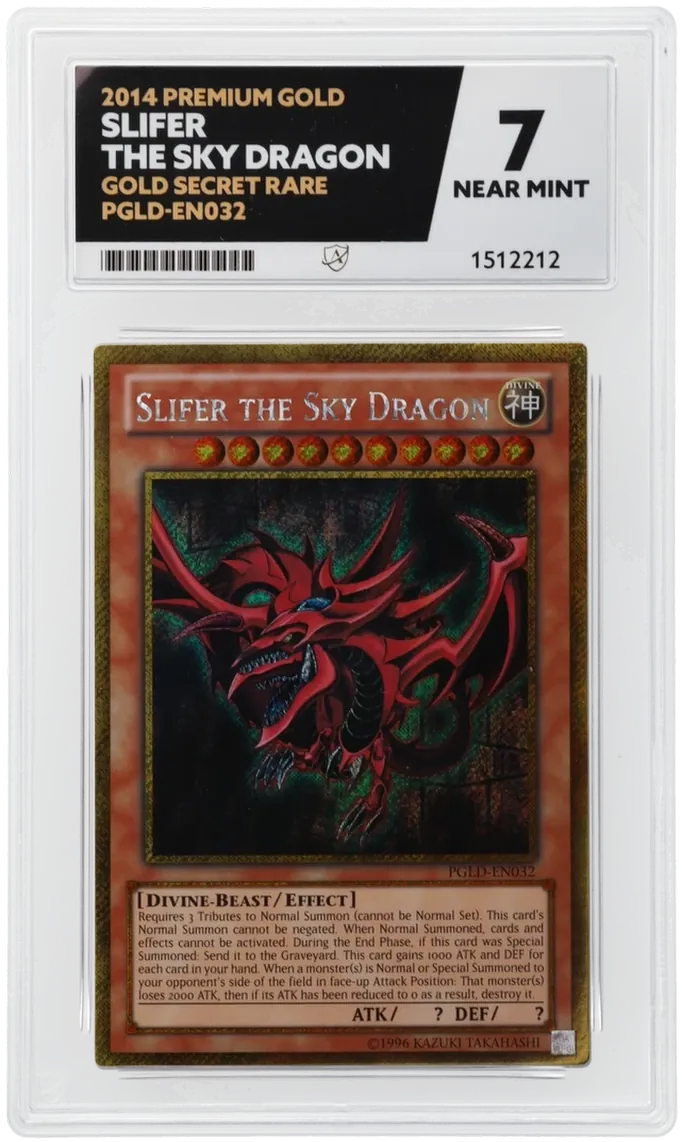 2014 PREMIUM GOLD
SLIFER
THE SKY DRAGON
GOLD SECRET RARE
PGLD-EN032
7
NEAR MINT
A
1512212
SLIFER THE SKY DRAGON
DIVINE
神
PGLD-EN032
[DIVINE-BEAST/EFFECT]
Requires 3 Tributes to Normal Summon (cannot be Normal Set). This card's
Normal Summon cannot be negated. When Normal Summoned, cards and
effects cannot be activated. During the End Phase, if this card was Special
Summoned: Send it to the Graveyard. This card gains 1000 ATK and DEF for
each card in your hand. When a monster(s) is Normal or Special Summoned to
your opponent's side of the field in face-up Attack Position: That monster(s)
loses 2000 ATK, then if its ATK has been reduced to 0 as a result, destroy it.
ATK/ ? DEF/ ?
©1996 KAZUKI TAKAHASHI